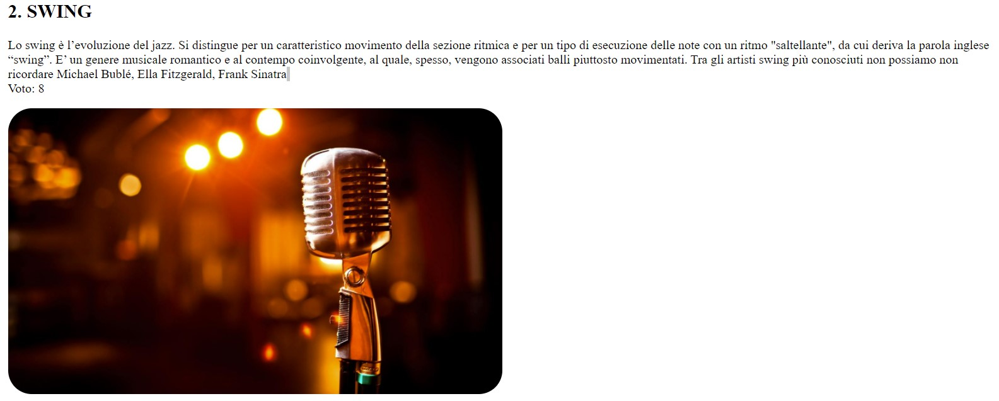 2. SWING
Lo swing è l’evoluzione del jazz. Si distingue per un caratteristico movimento della sezione ritmica e per un tipo di esecuzione delle note con un ritmo "saltellante", da cui deriva la parola inglese
“swing”. E’ un genere musicale romantico e al contempo coinvolgente, al quale, spesso, vengono associati balli piuttosto movimentati. Tra gli artisti swing più conosciuti non possiamo non
ricordare Michael Bublé, Ella Fitzgerald, Frank Sinatra
Voto: 8